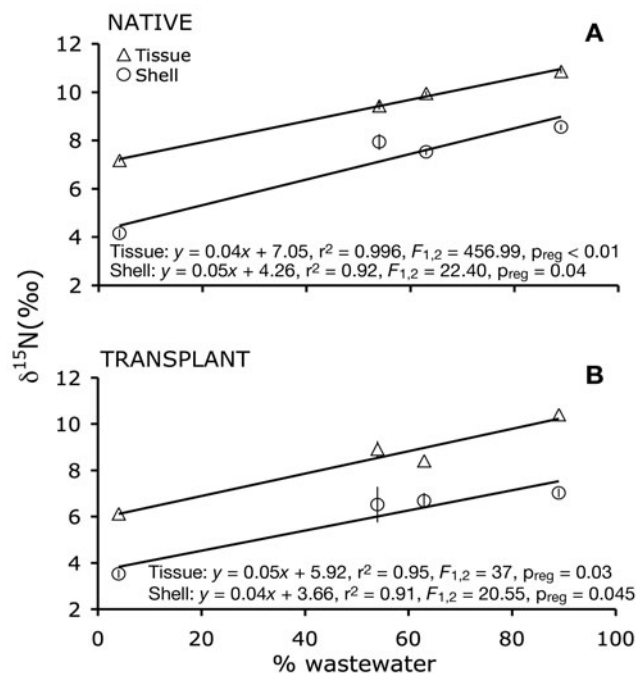 NATIVE
A
△ Tissue
○ Shell
12
10
8
6
4
2
Tissue: y = 0.04x + 7.05, r² = 0.996, F₁,₂ = 456.99, p_reg < 0.01
Shell: y = 0.05x + 4.26, r² = 0.92, F₁,₂ = 22.40, p_reg = 0.04
δ¹⁵N(‰)
TRANSPLANT
B
12
10
8
6
4
2
Tissue: y = 0.05x + 5.92, r² = 0.95, F₁,₂ = 37, p_reg = 0.03
Shell: y = 0.04x + 3.66, r² = 0.91, F₁,₂ = 20.55, p_reg = 0.045
0 20 40 60 80 100
% wastewater